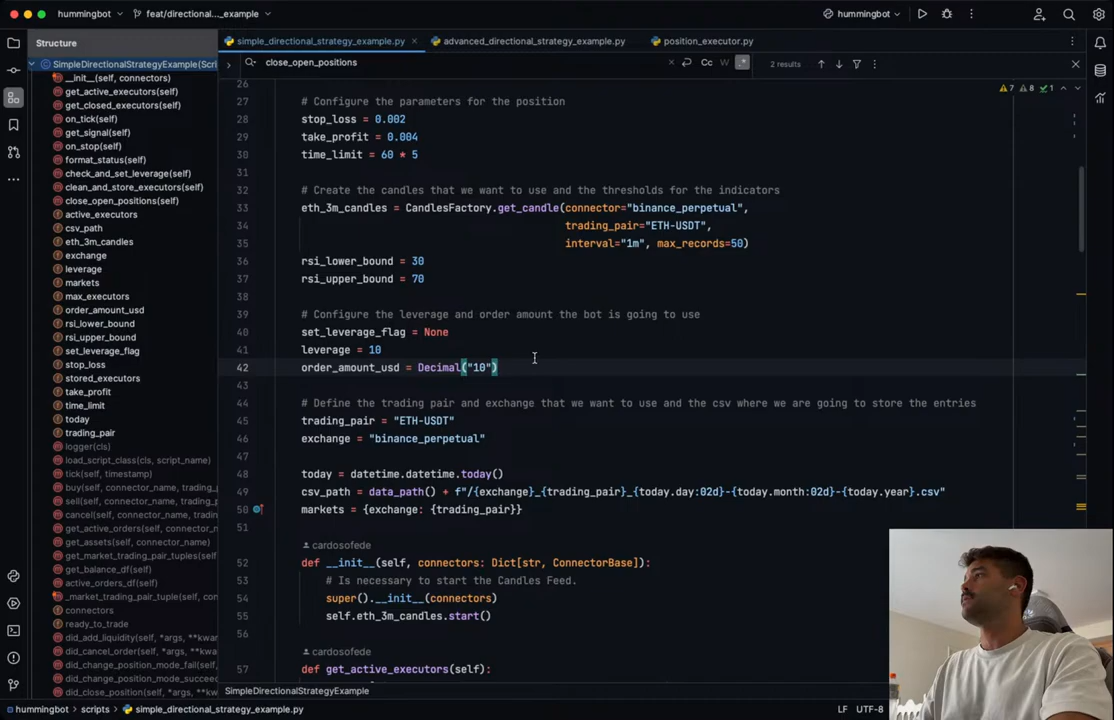 hummingbot
feat/directional..._example
hummingbot
Structure
simple_directional_strategy_example.py
advanced_directional_strategy_example.py
position_executor.py
close_open_positions
Cc
W
.*
2 results
SimpleDirectionalStrategyExample(Scri
__init__(self, connectors)
get_active_executors(self)
get_closed_executors(self)
on_tick(self)
get_signal(self)
on_stop(self)
format_status(self)
check_and_set_leverage(self)
clean_and_store_executors(self)
close_open_positions(self)
active_executors
csv_path
eth_3m_candles
exchange
leverage
markets
max_executors
order_amount_usd
rsi_lower_bound
rsi_upper_bound
set_leverage_flag
stop_loss
stored_executors
take_profit
time_limit
today
trading_pair
logger(cls)
load_script_class(cls, script_name)
tick(self, timestamp)
buy(self, connector_name, trading_p
sell(self, connector_name, trading_p
cancel(self, connector_name, trading
get_active_orders(self, connector_n
get_assets(self, connector_name)
get_market_trading_pair_tuples(self
get_balance_df(self)
active_orders_df(self)
_market_trading_pair_tuple(self, con
connectors
ready_to_trade
did_add_liquidity(self, *args, **kwar
did_cancel_order(self, *args, **kwar
did_change_position_mode_fail(self
did_change_position_mode_succee
did_close_position(self, *args, **kwa
7 8 1
26
27 # Configure the parameters for the position
28 stop_loss = 0.002
29 take_profit = 0.004
30 time_limit = 60 * 5
31
32 # Create the candles that we want to use and the thresholds for the indicators
33 eth_3m_candles = CandlesFactory.get_candle(connector="binance_perpetual",
34 trading_pair="ETH-USDT",
35 interval="1m", max_records=50)
36 rsi_lower_bound = 30
37 rsi_upper_bound = 70
38
39 # Configure the leverage and order amount the bot is going to use
40 set_leverage_flag = None
41 leverage = 10
42 order_amount_usd = Decimal("10")
43
44 # Define the trading pair and exchange that we want to use and the csv where we are going to store the entries
45 trading_pair = "ETH-USDT"
46 exchange = "binance_perpetual"
47
48 today = datetime.datetime.today()
49 csv_path = data_path() + f"/{exchange}_{trading_pair}_{today.day:02d}-{today.month:02d}-{today.year}.csv"
50 markets = {exchange: {trading_pair}}
51
cardosofede
52 def __init__(self, connectors: Dict[str, ConnectorBase]):
53 # Is necessary to start the Candles Feed.
54 super().__init__(connectors)
55 self.eth_3m_candles.start()
56
cardosofede
57 def get_active_executors(self):
SimpleDirectionalStrategyExample
hummingbot
scripts
simple_directional_strategy_example.py
LF
UTF-8